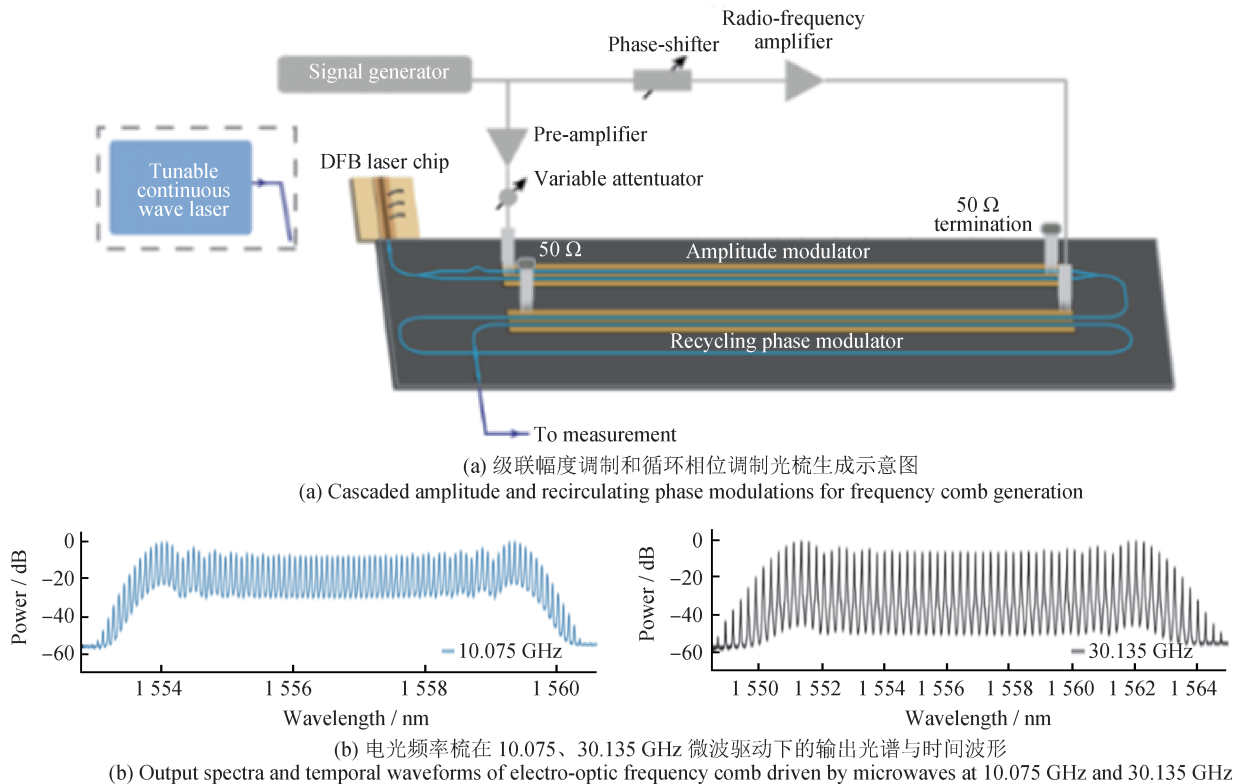 Radio-frequency
amplifier
Phase-shifter
Signal generator
Pre-amplifier
DFB laser chip
Variable attentuator
Tunable
continuous
wave laser
50 Ω
termination
50 Ω
Amplitude modulator
Recycling phase modulator
To measurement
(a) 级联幅度调制和循环相位调制光梳生成示意图
(a) Cascaded amplitude and recirculating phase modulations for frequency comb generation
Power / dB
0
−20
−40
−60
10.075 GHz
1 554 1 556 1 558 1 560
Wavelength / nm
Power / dB
0
−20
−40
−60
30.135 GHz
1 550 1 552 1 554 1 556 1 558 1 560 1 562 1 564
Wavelength / nm
(b) 电光频率梳在 10.075、30.135 GHz 微波驱动下的输出光谱与时间波形
(b) Output spectra and temporal waveforms of electro-optic frequency comb driven by microwaves at 10.075 GHz and 30.135 GHz